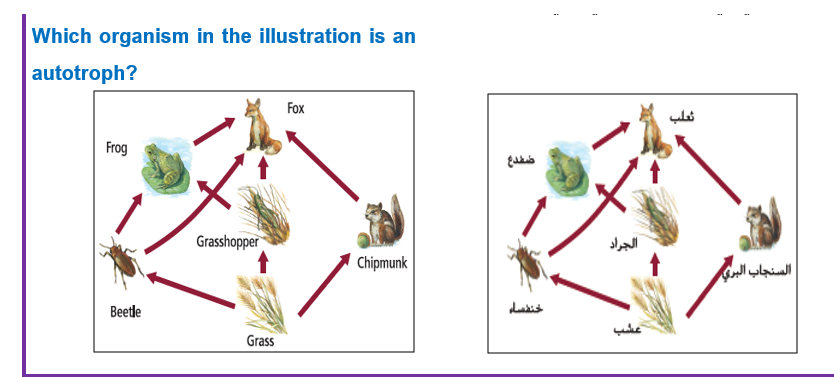 Which organism in the illustration is an
autotroph?
Fox
Frog
Grasshopper
Chipmunk
Beetle
Grass
ثعلب
ضفدع
الجراد
السنجاب البري
خنفساء
عشب